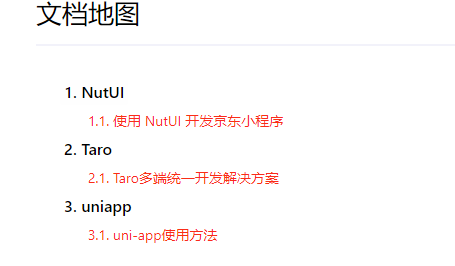 文档地图
1. NutUI
1.1. 使用 NutUI 开发京东小程序
2. Taro
2.1. Taro多端统一开发解决方案
3. uniapp
3.1. uni-app使用方法